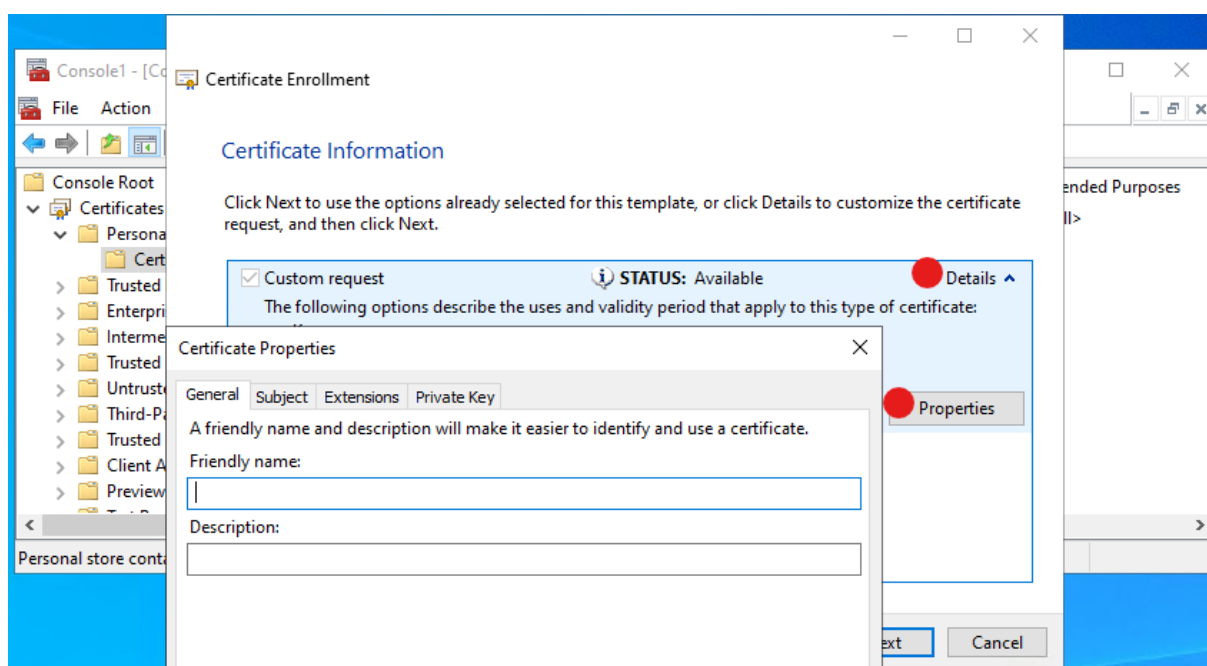 Console1 - [Co
File Action
Console Root
Certificates
Persona
Cert
Trusted
Enterpri
Interme
Trusted
Untruste
Third-Pa
Trusted
Client A
Preview
Personal store conta
Certificate Enrollment
Certificate Information
Click Next to use the options already selected for this template, or click Details to customize the certificate
request, and then click Next.
Custom request STATUS: Available Details
The following options describe the uses and validity period that apply to this type of certificate:
Properties
Certificate Properties
General Subject Extensions Private Key
A friendly name and description will make it easier to identify and use a certificate.
Friendly name:
Description:
ext Cancel
ended Purposes
ll>